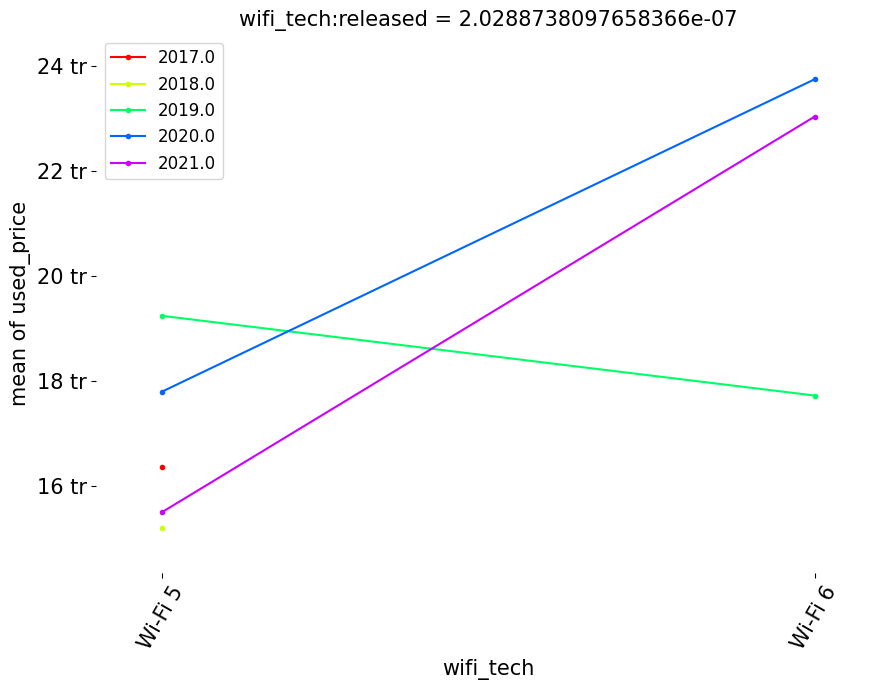 wifi_tech:released = 2.0288738097658366e-07
2017.0
2018.0
2019.0
2020.0
2021.0
24 tr
22 tr
20 tr
18 tr
16 tr
mean of used_price
Wi-Fi 5
Wi-Fi 6
wifi_tech